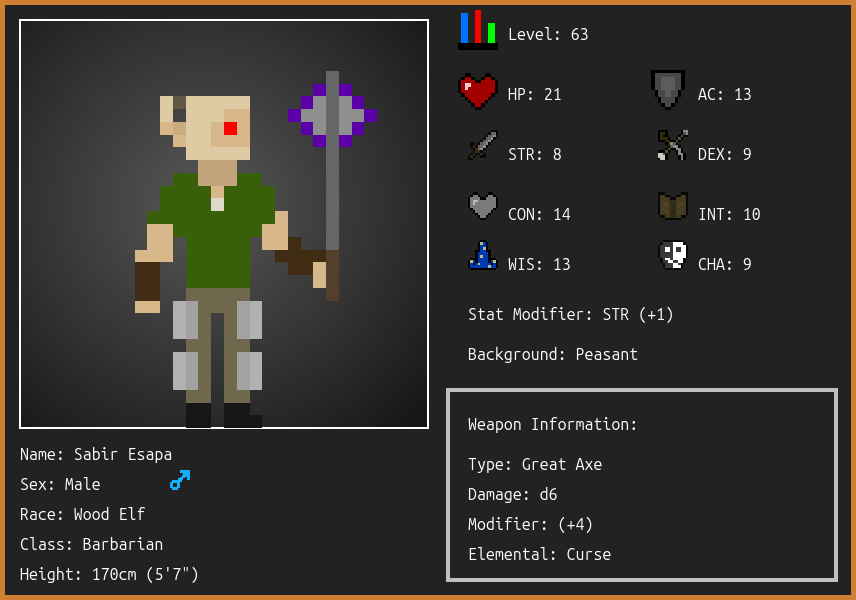 Level: 63
HP: 21
AC: 13
STR: 8
DEX: 9
CON: 14
INT: 10
WIS: 13
CHA: 9
Stat Modifier: STR (+1)
Background: Peasant
Weapon Information:
Type: Great Axe
Damage: d6
Modifier: (+4)
Elemental: Curse
Name: Sabir Esapa
Sex: Male
Race: Wood Elf
Class: Barbarian
Height: 170cm (5'7")